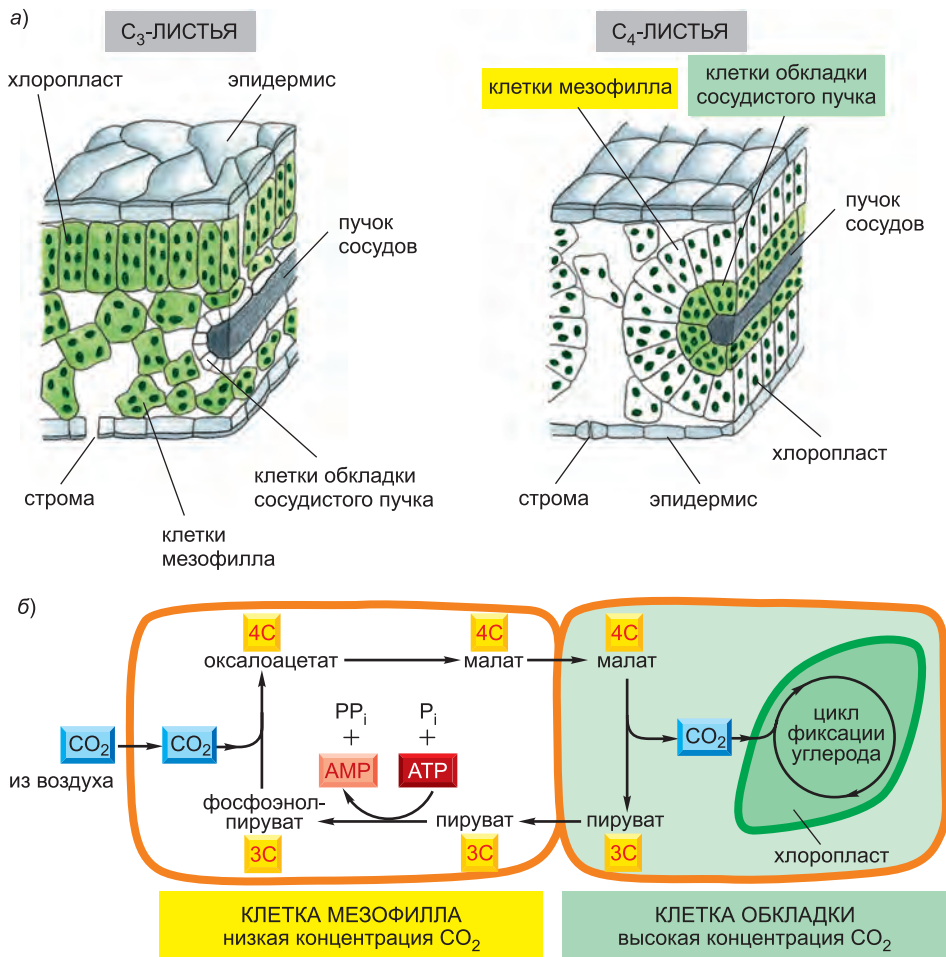 а)
С₃-ЛИСТЬЯ
хлоропласт
эпидермис
пучок
сосудов
строма
клетки обкладки
сосудистого пучка
клетки
мезофилла
С₄-ЛИСТЬЯ
клетки мезофилла
клетки обкладки
сосудистого пучка
пучок
сосудов
хлоропласт
строма
эпидермис
б)
4C
оксалоацетат
4C
малат
4C
малат
CO₂
из воздуха
CO₂
PPᵢ
+
AMP
Pᵢ
+
ATP
фосфоэнол-
пируват
3C
пируват
3C
пируват
3C
CO₂
цикл
фиксации
углерода
хлоропласт
КЛЕТКА МЕЗОФИЛЛА
низкая концентрация CO₂
КЛЕТКА ОБКЛАДКИ
высокая концентрация CO₂